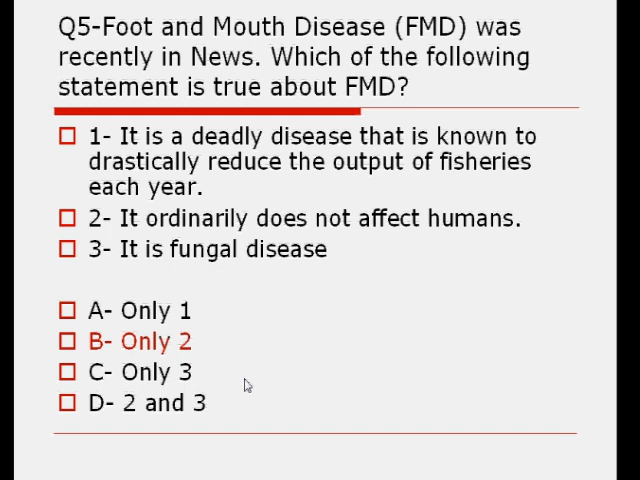 Q5-Foot and Mouth Disease (FMD) was
recently in News. Which of the following
statement is true about FMD?
1- It is a deadly disease that is known to
drastically reduce the output of fisheries
each year.
2- It ordinarily does not affect humans.
3- It is fungal disease
A- Only 1
B- Only 2
C- Only 3
D- 2 and 3